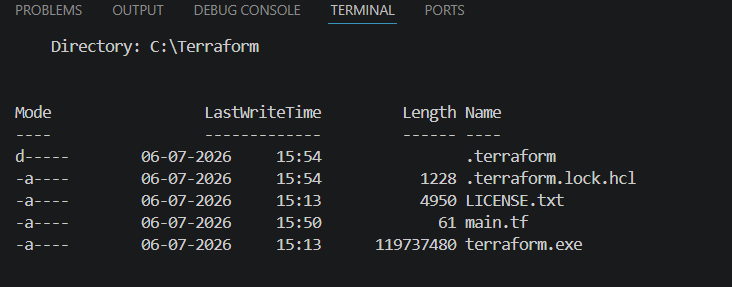 PROBLEMS OUTPUT DEBUG CONSOLE TERMINAL PORTS
Directory: C:\Terraform
Mode LastWriteTime Length Name
---- ------------- ------ ----
d----- 06-07-2026 15:54 .terraform
-a---- 06-07-2026 15:54 1228 .terraform.lock.hcl
-a---- 06-07-2026 15:13 4950 LICENSE.txt
-a---- 06-07-2026 15:50 61 main.tf
-a---- 06-07-2026 15:13 119737480 terraform.exe